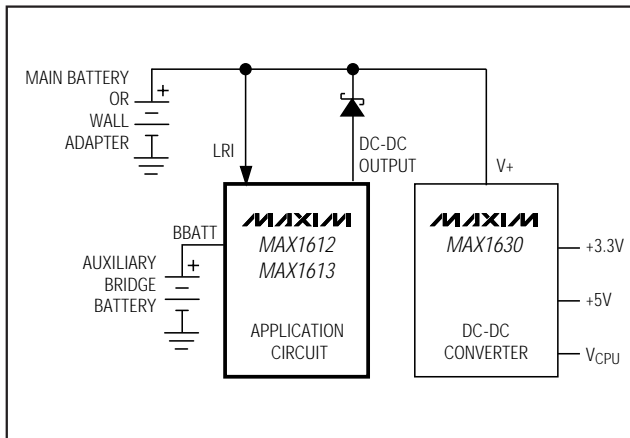 MAIN BATTERY
OR
WALL
ADAPTER
+
LRI
DC-DC
OUTPUT
V+
BBATT
+
AUXILIARY
BRIDGE
BATTERY
MAXIM
MAX1612
MAX1613
APPLICATION
CIRCUIT
MAXIM
MAX1630
DC-DC
CONVERTER
+3.3V
+5V
VCPU